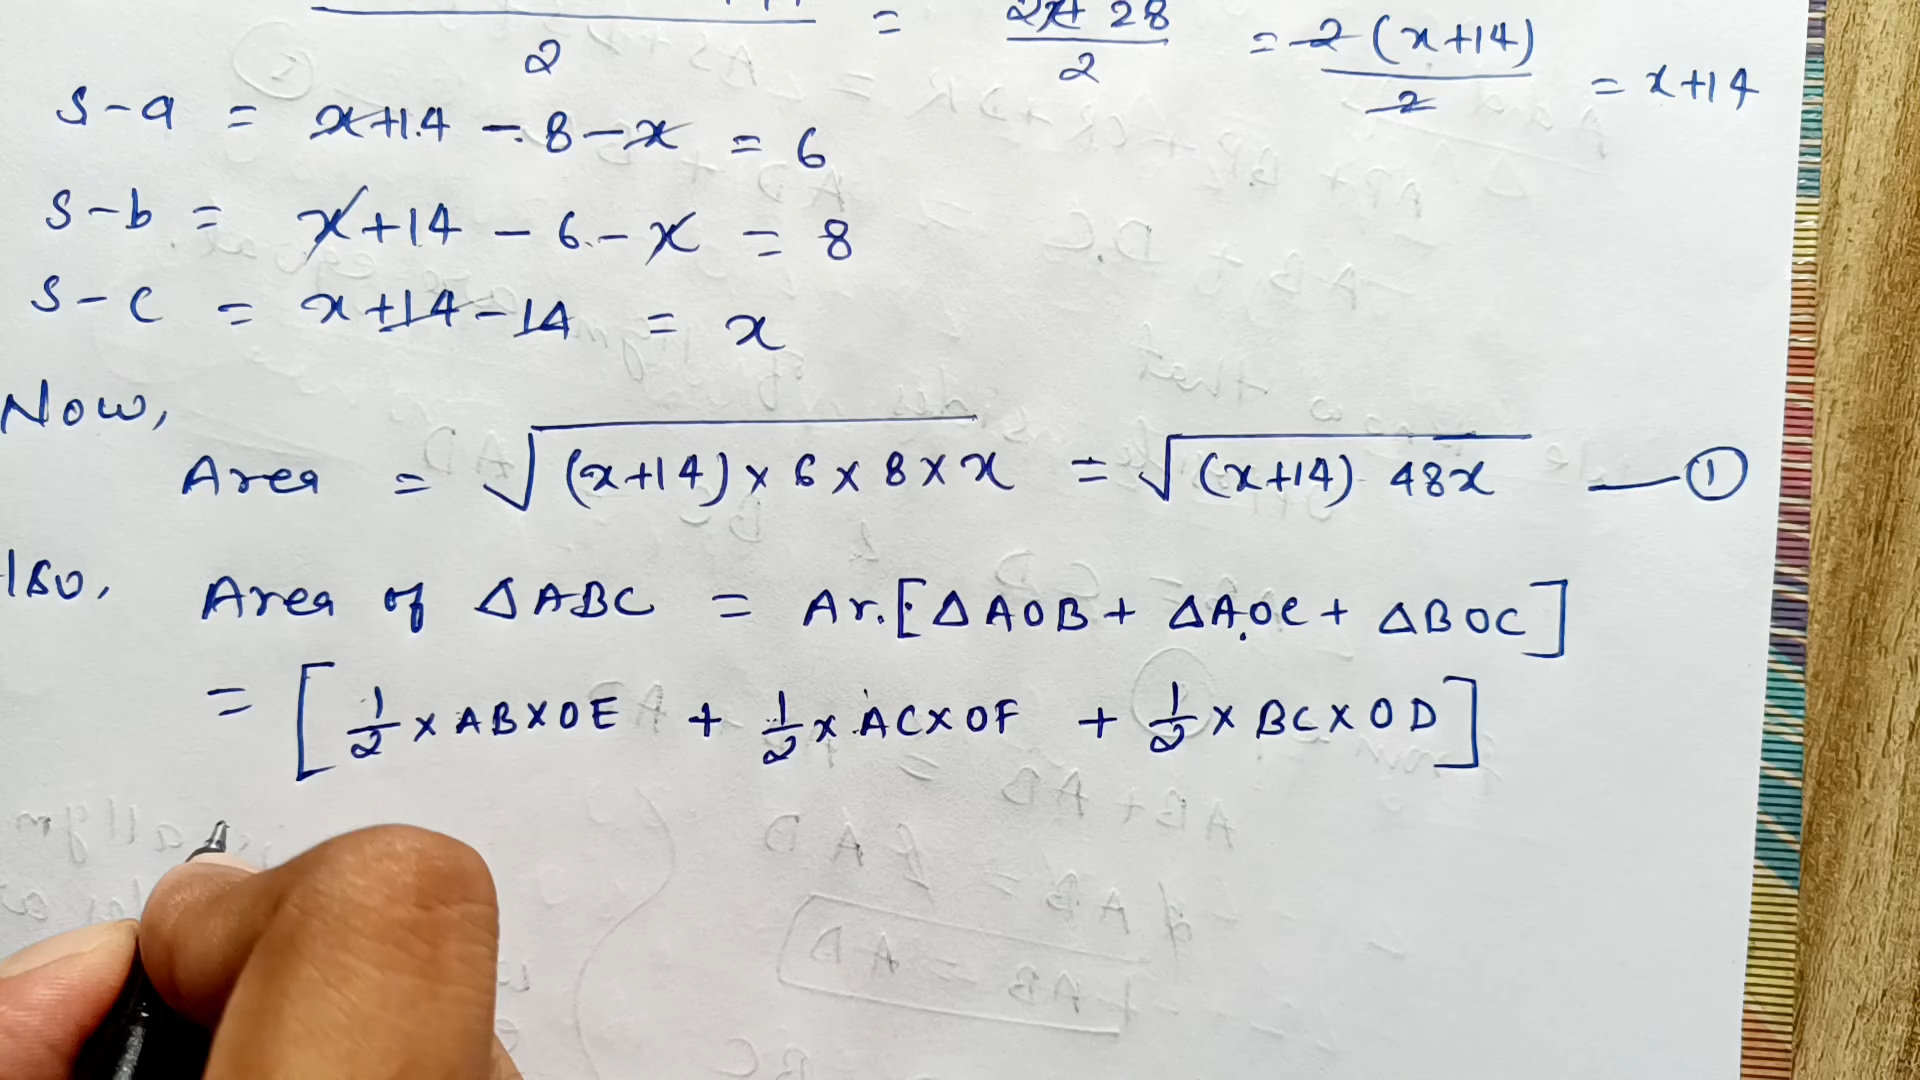 2 = 2x+ 28 / 2 = 2(x+14) / 2 = x+14
s-a = x+14 - 8 - x = 6
s-b = x+14 - 6 - x = 8
s-c = x+14-14 = x
Now,
Area = √(x+14) x 6 x 8 x x = √(x+14) 48x — ①
lso, Area of ΔABC = Ar.[ΔAOB + ΔAOC + ΔBOC]
= [1/2 x AB x OE + 1/2 x AC x OF + 1/2 x BC x OD]